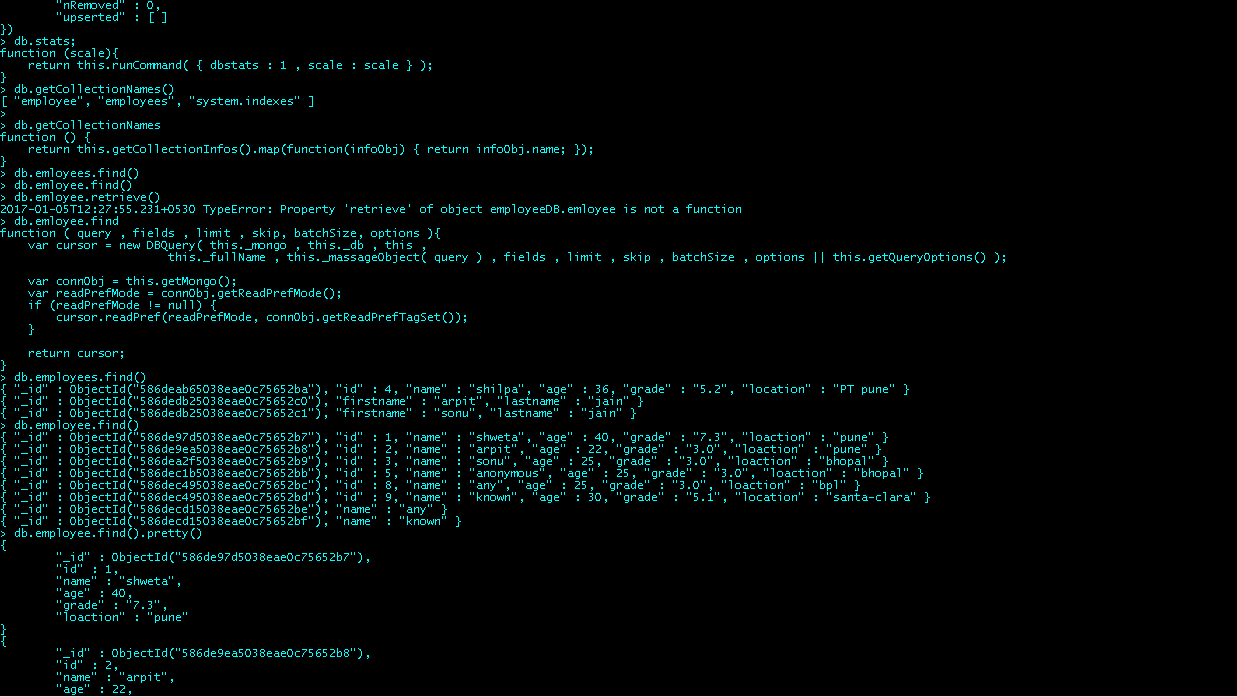 "nRemoved" : 0,
"upserted" : [ ]
})
> db.stats;
function (scale){
    return this.runCommand( { dbstats : 1 , scale : scale } );
}
> db.getCollectionNames()
[ "employee", "employees", "system.indexes" ]
>
> db.getCollectionNames
function () {
    return this.getCollectionInfos().map(function(infoObj) { return infoObj.name; });
}
> db.emloyees.find()
> db.emloyee.find()
> db.emloyee.retrieve()
2017-01-05T12:27:55.231+0530 TypeError: Property 'retrieve' of object employeeDB.emloyee is not a function
> db.emloyee.find
function ( query , fields , limit , skip, batchSize, options ){
    var cursor = new DBQuery( this._mongo , this._db , this ,
                        this._fullName , this._massageObject( query ) , fields , limit , skip , batchSize , options || this.getQueryOptions() );
    var connObj = this.getMongo();
    var readPrefMode = connObj.getReadPrefMode();
    if (readPrefMode != null) {
        cursor.readPref(readPrefMode, connObj.getReadPrefTagSet());
    }
    return cursor;
}
> db.employees.find()
{ "_id" : ObjectId("586deab65038eae0c75652ba"), "id" : 4, "name" : "shilpa", "age" : 36, "grade" : "5.2", "location" : "PT pune" }
{ "_id" : ObjectId("586dedb25038eae0c75652c0"), "firstname" : "arpit", "lastname" : "jain" }
{ "_id" : ObjectId("586dedb25038eae0c75652c1"), "firstname" : "sonu", "lastname" : "jain" }
> db.employee.find()
{ "_id" : ObjectId("586de97d5038eae0c75652b7"), "id" : 1, "name" : "shweta", "age" : 40, "grade" : "7.3", "loaction" : "pune" }
{ "_id" : ObjectId("586de9ea5038eae0c75652b8"), "id" : 2, "name" : "arpit", "age" : 22, "grade" : "3.0", "loaction" : "pune" }
{ "_id" : ObjectId("586dea2f5038eae0c75652b9"), "id" : 3, "name" : "sonu", "age" : 25, "grade" : "3.0", "loaction" : "bhopal" }
{ "_id" : ObjectId("586dec1b5038eae0c75652bb"), "id" : 5, "name" : "anonymous", "age" : 25, "grade" : "3.0", "loaction" : "bhopal" }
{ "_id" : ObjectId("586dec495038eae0c75652bc"), "id" : 8, "name" : "any", "age" : 25, "grade" : "3.0", "loaction" : "bpl" }
{ "_id" : ObjectId("586dec495038eae0c75652bd"), "id" : 9, "name" : "known", "age" : 30, "grade" : "5.1", "location" : "santa-clara" }
{ "_id" : ObjectId("586decd15038eae0c75652be"), "name" : "any" }
{ "_id" : ObjectId("586decd15038eae0c75652bf"), "name" : "known" }
> db.employee.find().pretty()
{
        "_id" : ObjectId("586de97d5038eae0c75652b7"),
        "id" : 1,
        "name" : "shweta",
        "age" : 40,
        "grade" : "7.3",
        "loaction" : "pune"
}
{
        "_id" : ObjectId("586de9ea5038eae0c75652b8"),
        "id" : 2,
        "name" : "arpit",
        "age" : 22,